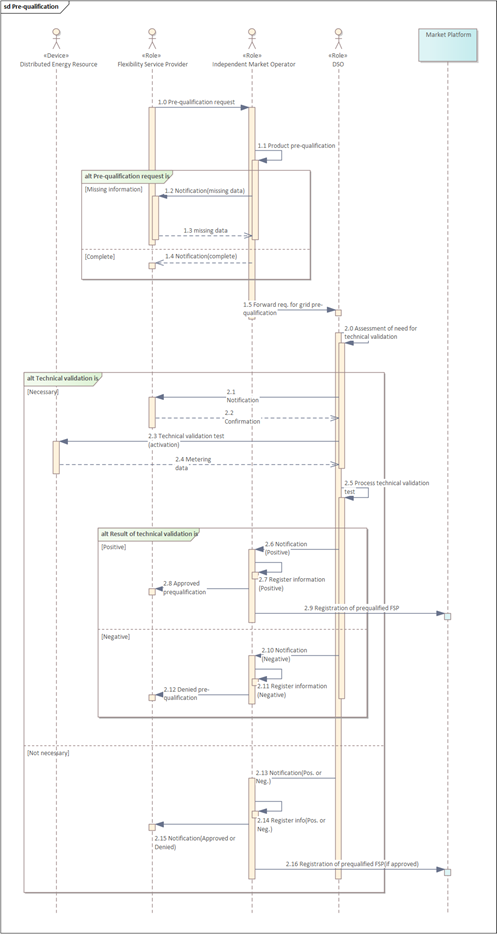 sd Pre-qualification
«Device»
Distributed Energy Resource
«Role»
Flexibility Service Provider
«Role»
Independent Market Operator
«Role»
DSO
Market Platform
1.0 Pre-qualification request
1.1 Product pre-qualification
alt Pre-qualification request is
[Missing information]
1.2 Notification(missing data)
1.3 missing data
[Complete]
1.4 Notification(complete)
1.5 Forward req. for grid pre-
qualification
2.0 Assessment of need for
technical validation
alt Technical validation is
[Necessary]
2.1
Notification
2.2
Confirmation
2.3 Technical validation test
(activation)
2.4 Metering
data
2.5 Process technical validation
test
alt Result of technical validation is
[Positive]
2.6 Notification
(Positive)
2.7 Register information
(Positive)
2.8 Approved
prequalification
2.9 Registration of prequalified FSP
[Negative]
2.10 Notification
(Negative)
2.11 Register information
(Negative)
2.12 Denied pre-
qualification
[Not necessary]
2.13 Notification(Pos. or
Neg.)
2.14 Register info(Pos. or
Neg.)
2.15 Notification(Approved or
Denied)
2.16 Registration of prequalified FSP(if approved)